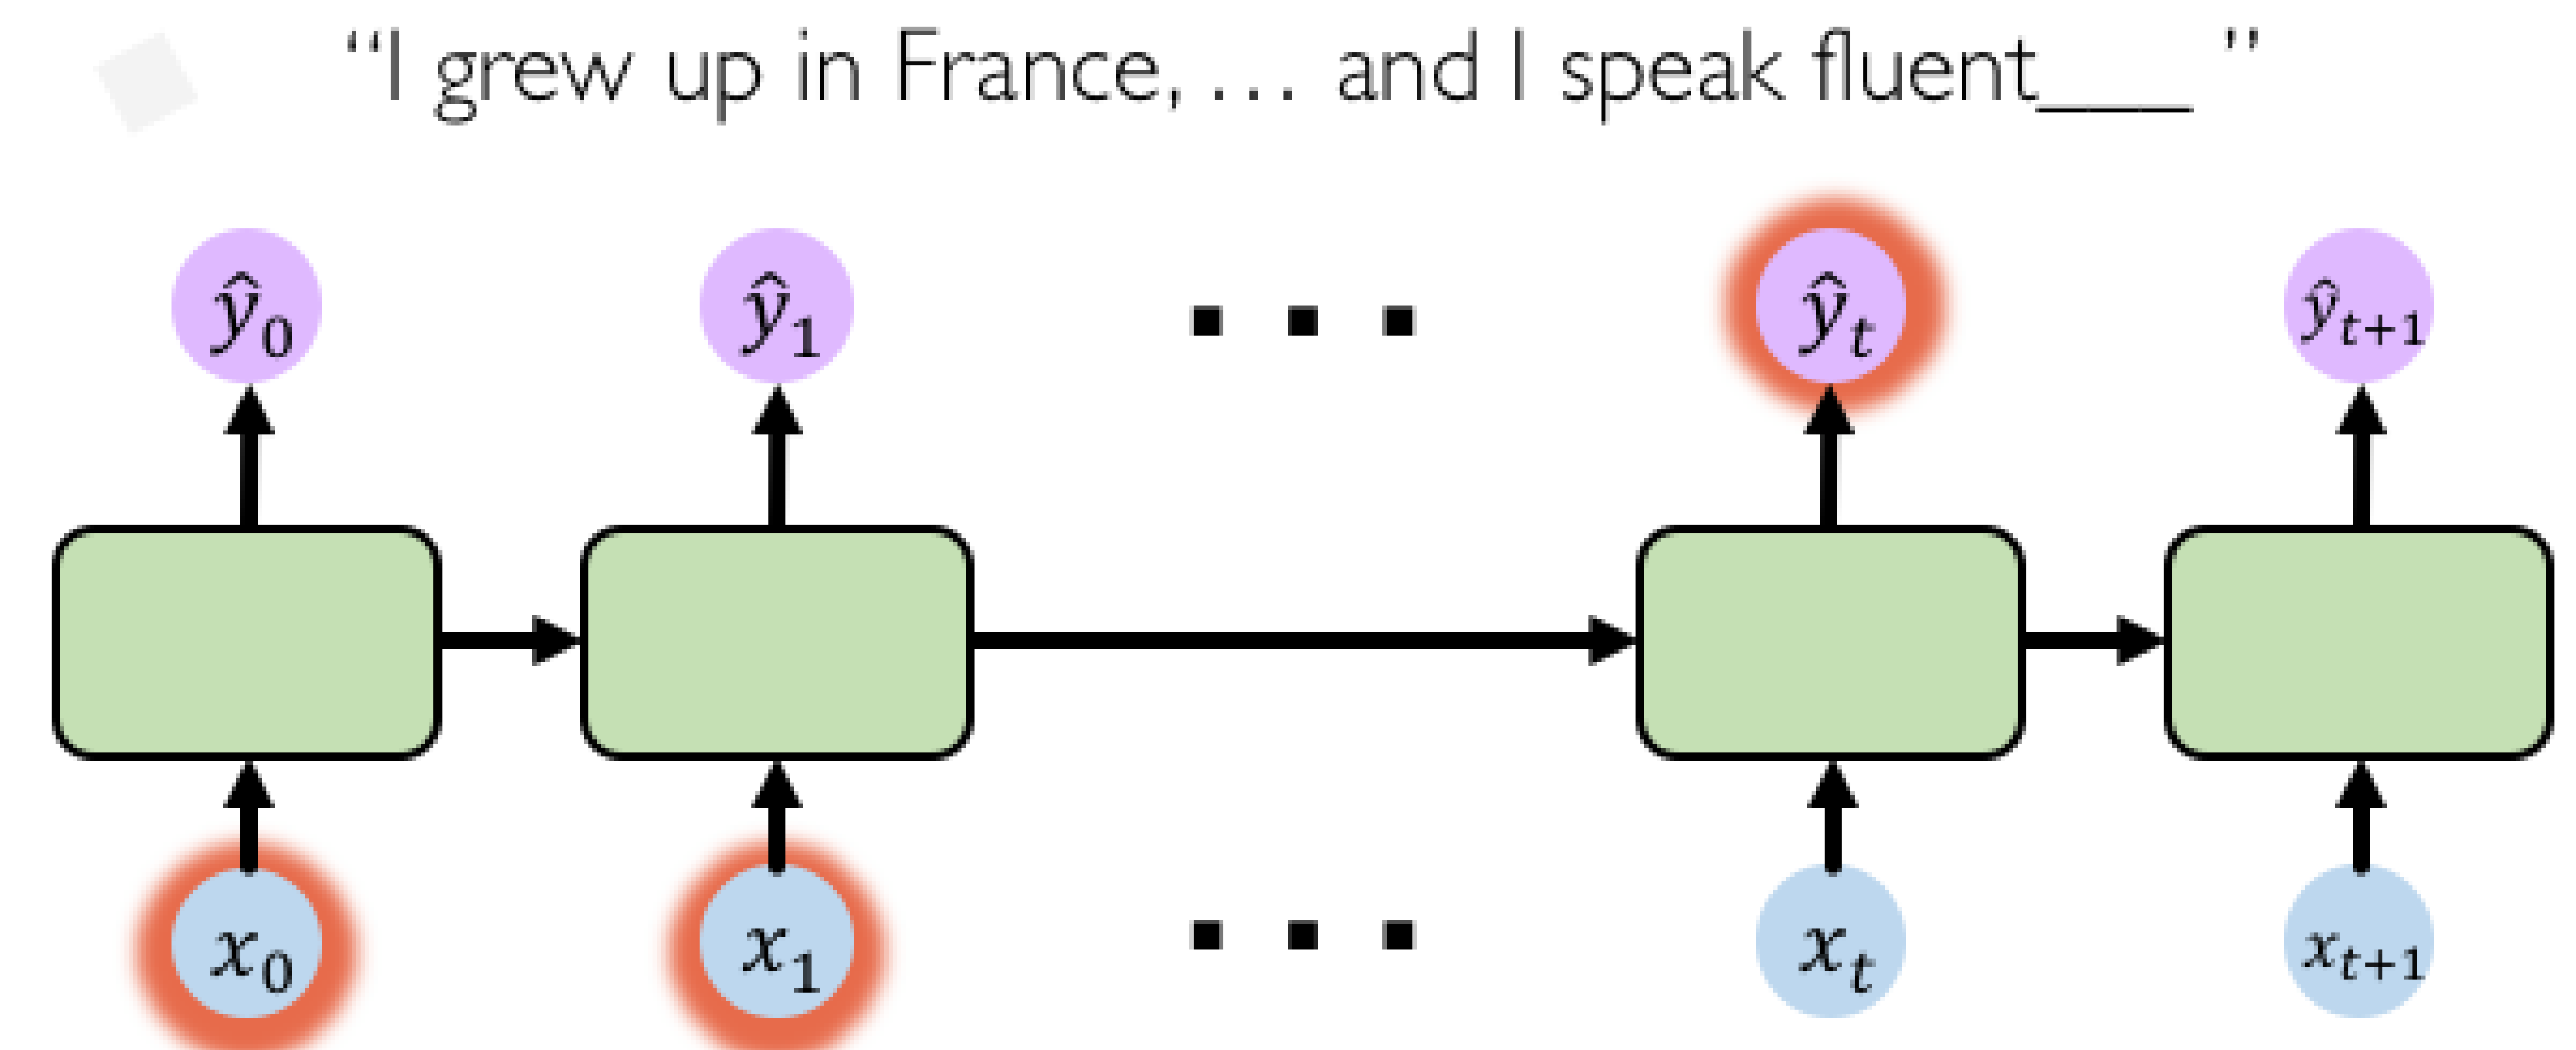 “I grew up in France, … and I speak fluent___”
ŷ₀ ŷ₁ ... ŷₜ ŷₜ₊₁
x₀ x₁ ... xₜ xₜ₊₁